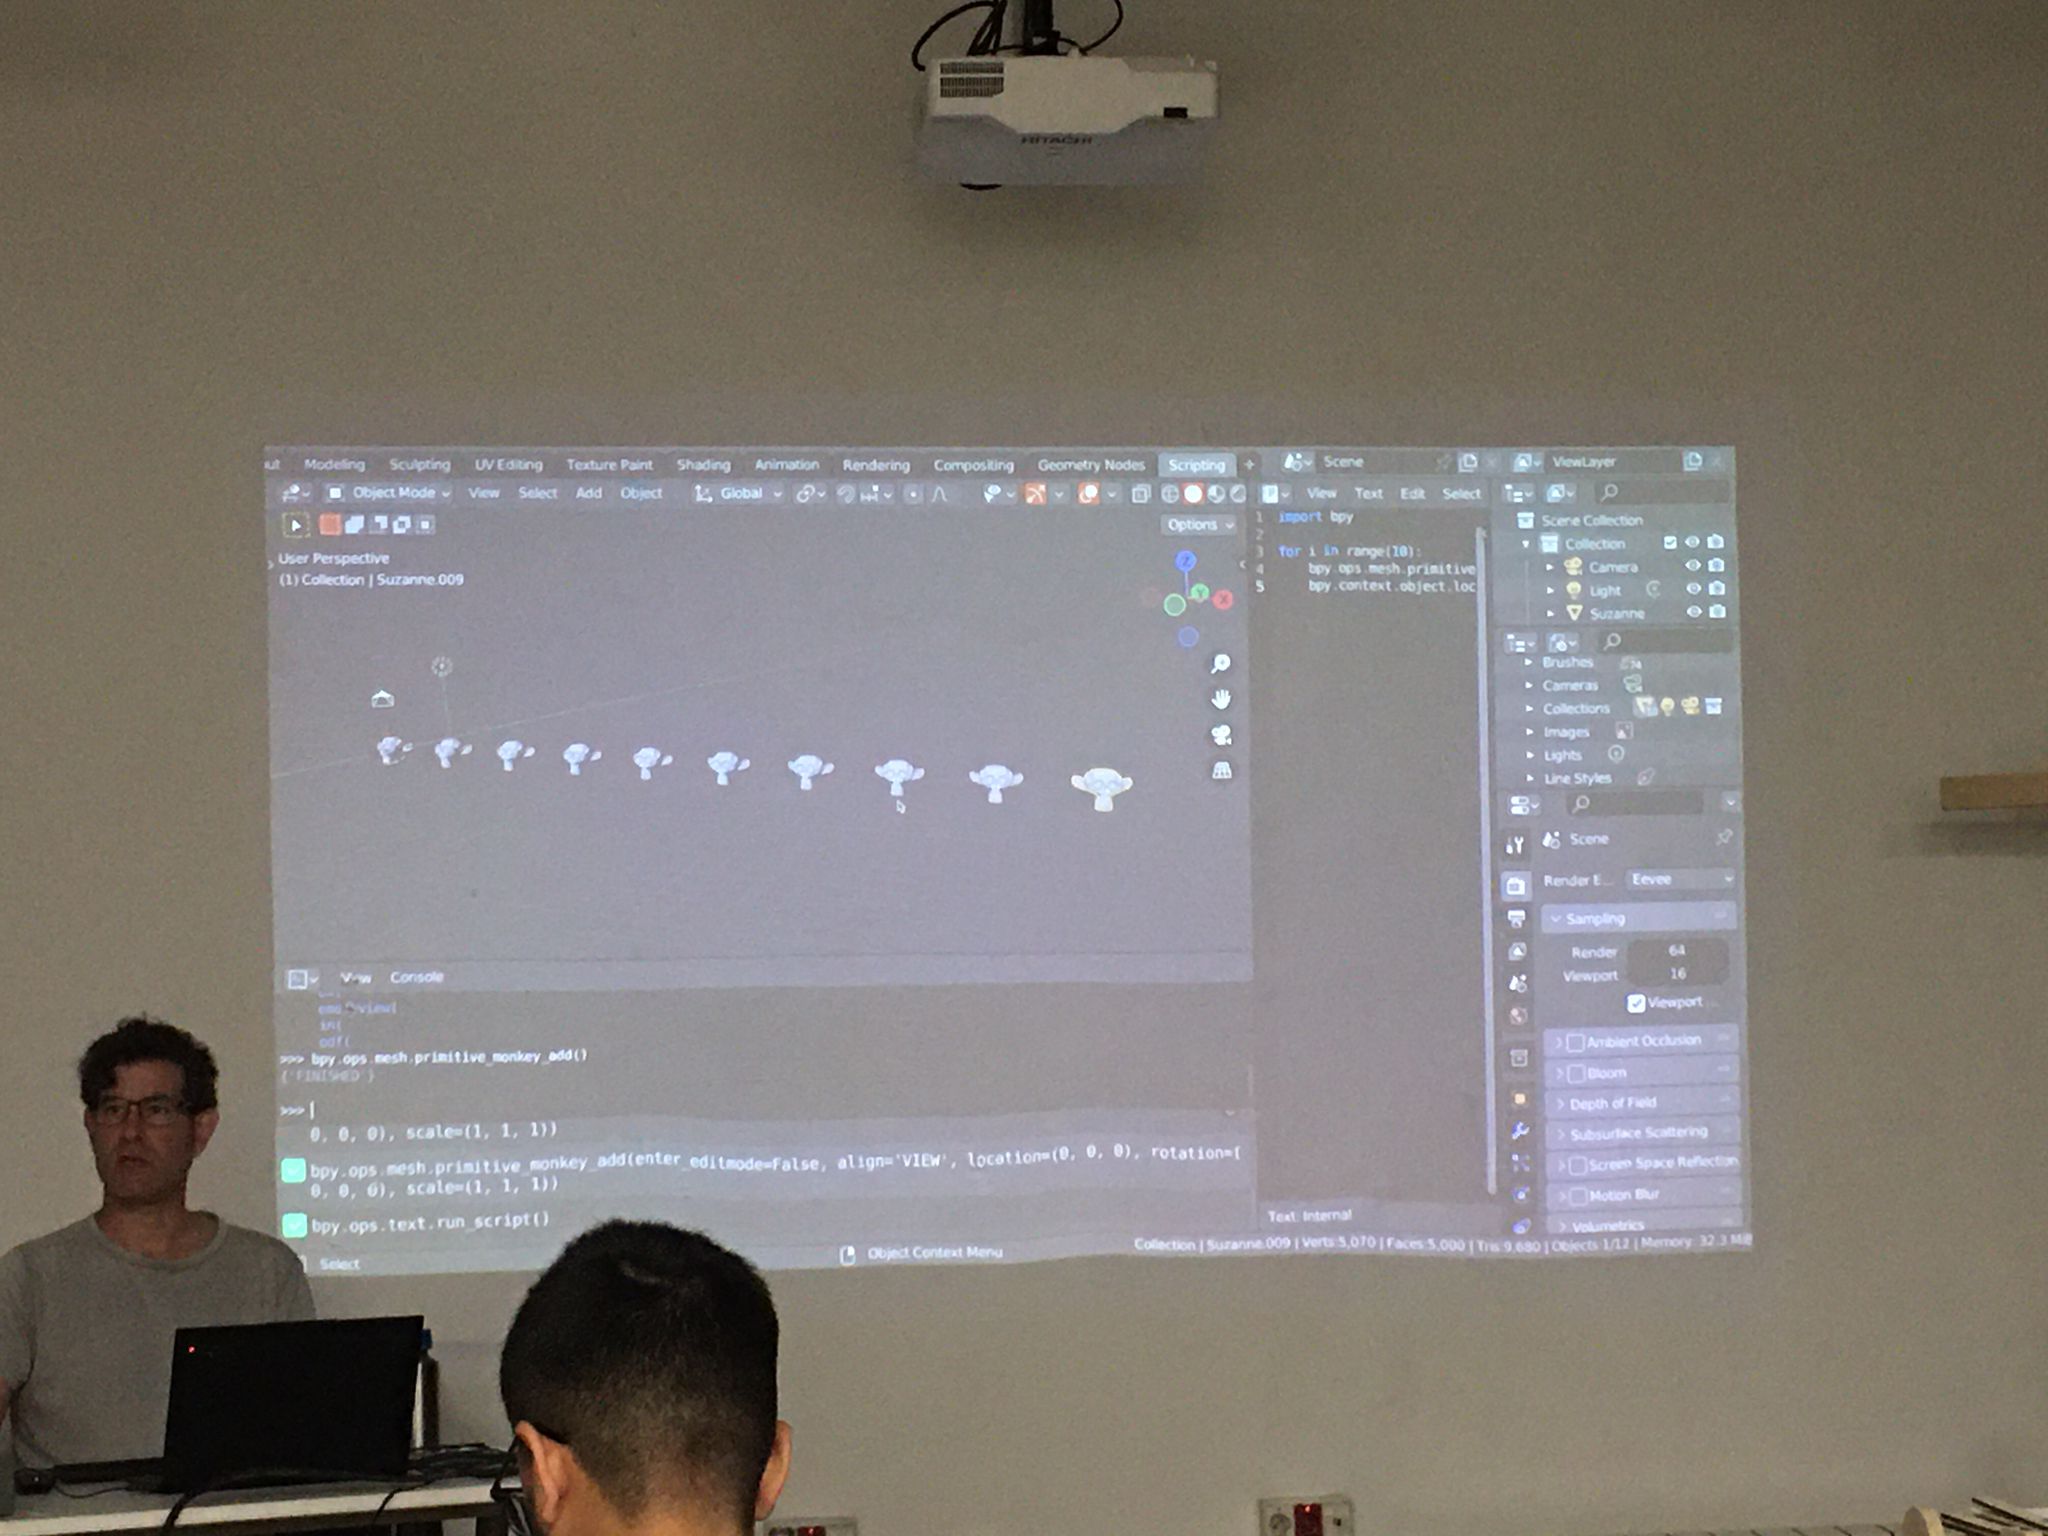 HITACHI
ut Modeling Sculpting UV Editing Texture Paint Shading Animation Rendering Compositing Geometry Nodes Scripting + Scene ViewLayer
Object Mode View Select Add Object Global View Text Edit Select
Options
User Perspective
(1) Collection | Suzanne.009
Z
Y
X
1 import bpy
2
3 for i in range(10):
4 bpy.ops.mesh.primitive
5 bpy.context.object.loc
Scene Collection
Collection
Camera
Light
Suzanne
Brushes
Cameras
Collections
Images
Lights
Line Styles
Scene
Render E... Eevee
Sampling
Render 64
Viewport 16
Viewport ...
Ambient Occlusion
Bloom
Depth of Field
Subsurface Scattering
Screen Space Reflection
Motion Blur
Volumetrics
View Console
in(
odf(
>>> bpy.ops.mesh.primitive_monkey_add()
{'FINISHED'}
>>>
0, 0, 0), scale=(1, 1, 1))
bpy.ops.mesh.primitive_monkey_add(enter_editmode=False, align='VIEW', location=(0, 0, 0), rotation=(
0, 0, 0), scale=(1, 1, 1))
bpy.ops.text.run_script()
Text: Internal
Select Object Context Menu Collection | Suzanne.009 | Verts:5,070 | Faces:5,000 | Tris:9,680 | Objects 1/12 | Memory: 32.3 MiB